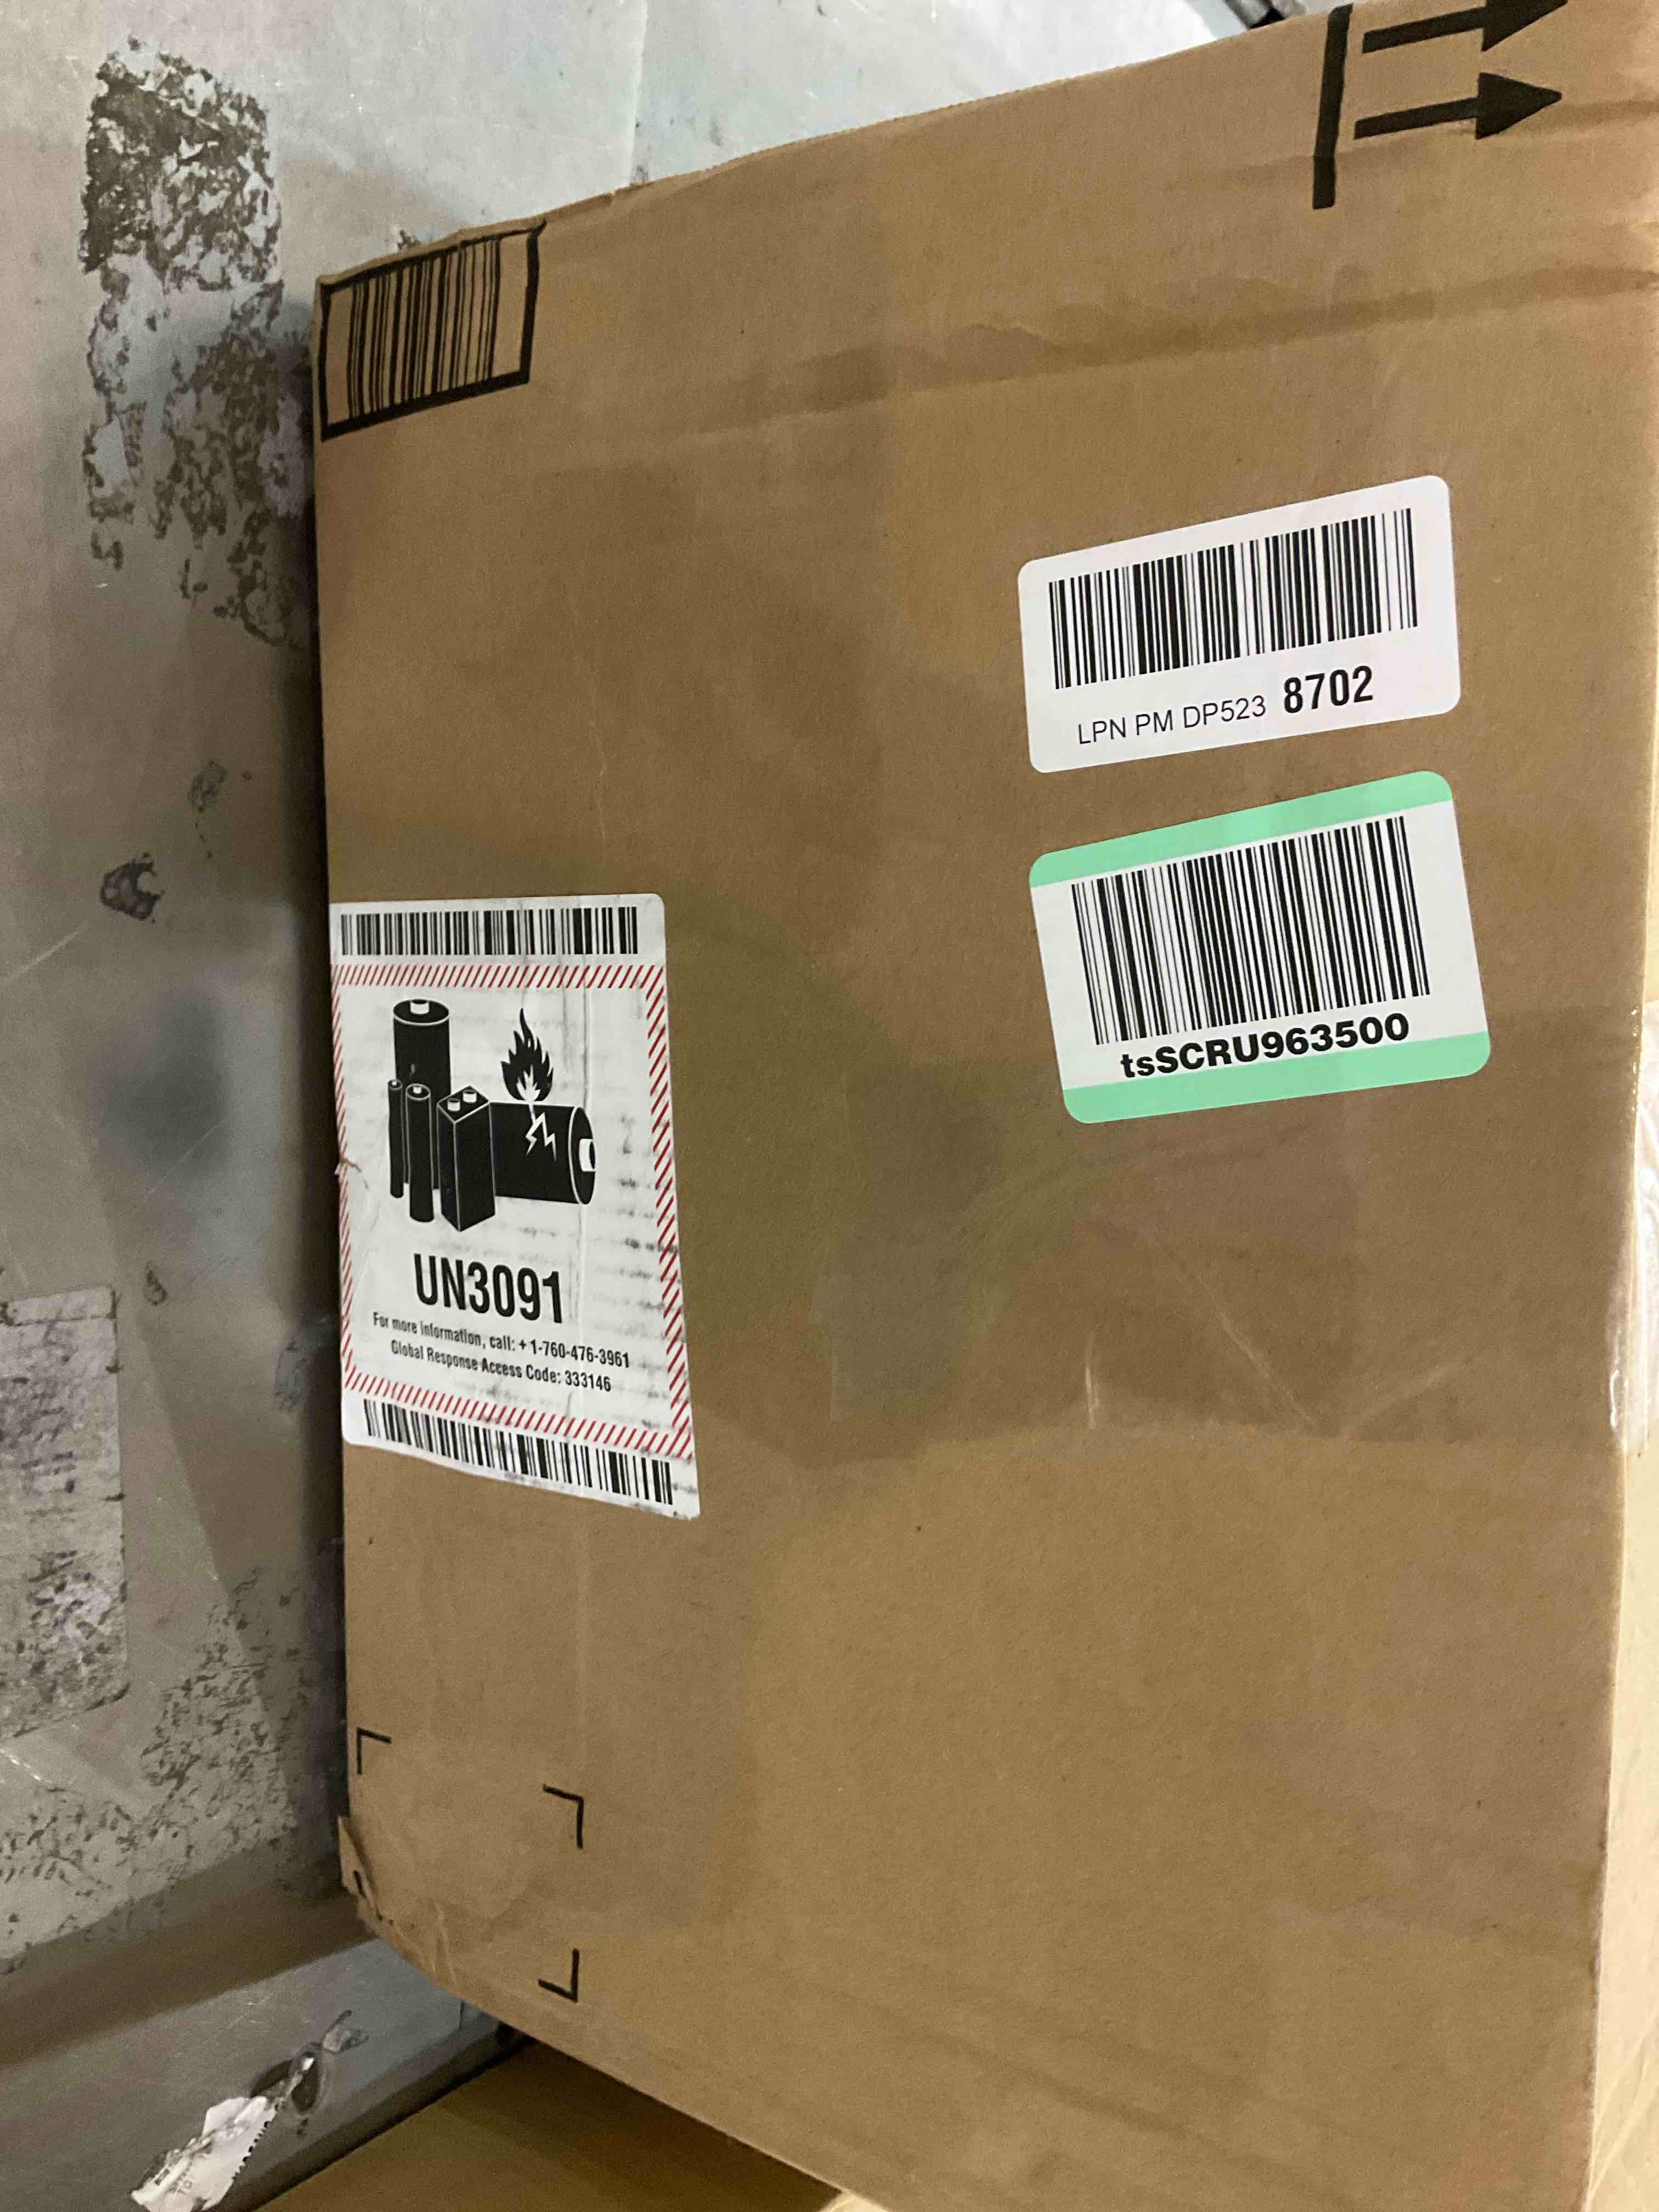 LPN PM DP523 8702
tsSCRU963500
UN3091
For more information, call: + 1-760-476-3961
Global Response Access Code: 333146